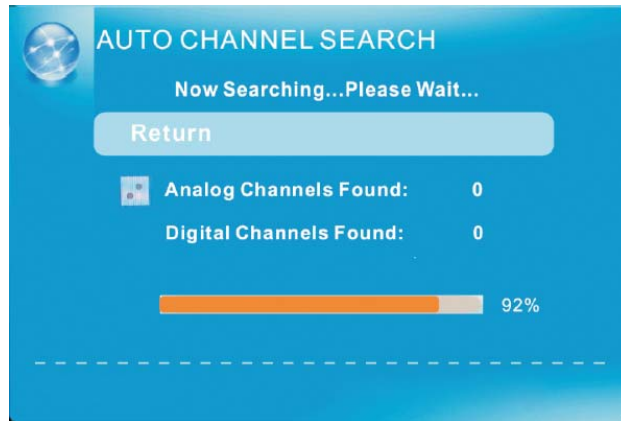 AUTO CHANNEL SEARCH
Now Searching...Please Wait...
Return
Analog Channels Found: 0
Digital Channels Found: 0
92%